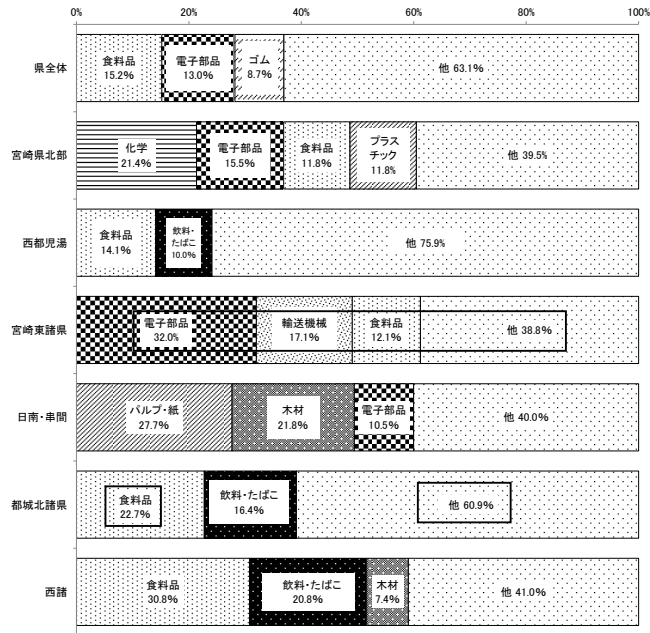 0% 20% 40% 60% 80% 100%
県全体
食料品
15.2%
電子部品
13.0%
ゴム
8.7%
他 63.1%
宮崎県北部
化学
21.4%
電子部品
15.5%
食料品
11.8%
プラス
チック
11.8%
他 39.5%
西都児湯
食料品
14.1%
飲料・
たばこ
10.0%
他 75.9%
宮崎東諸県
電子部品
32.0%
輸送機械
17.1%
食料品
12.1%
他 38.8%
日南・串間
パルプ・紙
27.7%
木材
21.8%
電子部品
10.5%
他 40.0%
都城北諸県
食料品
22.7%
飲料・たばこ
16.4%
他 60.9%
西諸
食料品
30.8%
飲料・たばこ
20.8%
木材
7.4%
他 41.0%